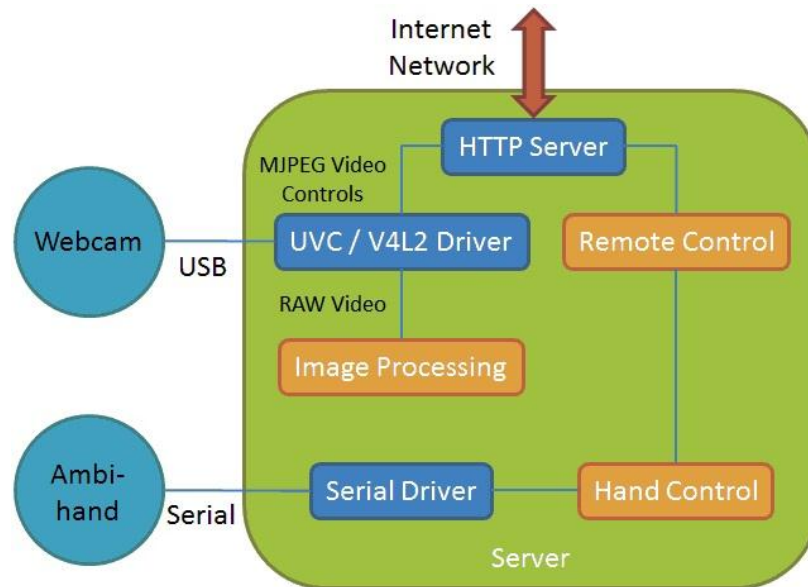 Internet
Network
HTTP Server
MJPEG Video
Controls
Webcam
USB
UVC / V4L2 Driver
Remote Control
RAW Video
Image Processing
Ambi-
hand
Serial
Serial Driver
Hand Control
Server